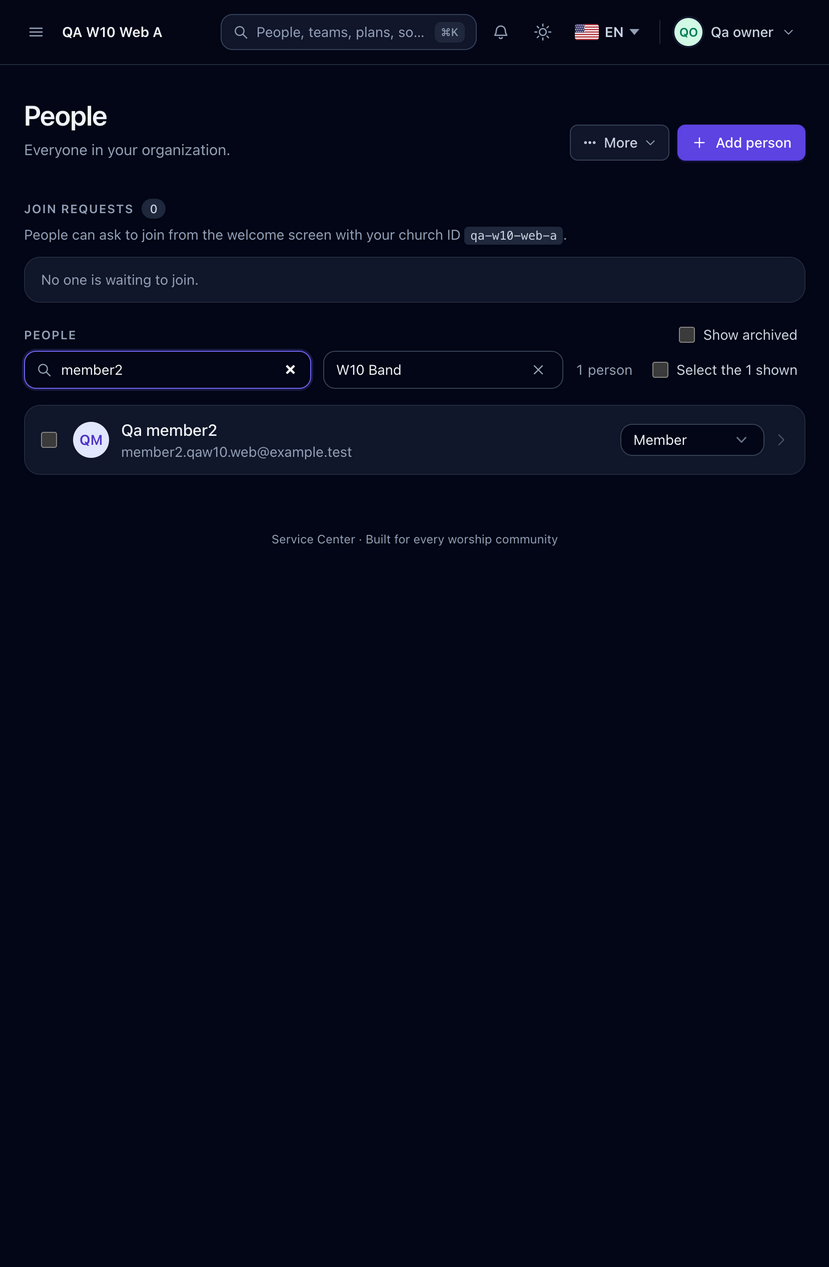 QA W10 Web A
People, teams, plans, so... ⌘K
EN
QO Qa owner
People
Everyone in your organization.
More
Add person
JOIN REQUESTS 0
People can ask to join from the welcome screen with your church ID qa-w10-web-a.
No one is waiting to join.
PEOPLE
Show archived
member2
W10 Band
1 person
Select the 1 shown
QM
Qa member2
member2.qaw10.web@example.test
Member
Service Center · Built for every worship community